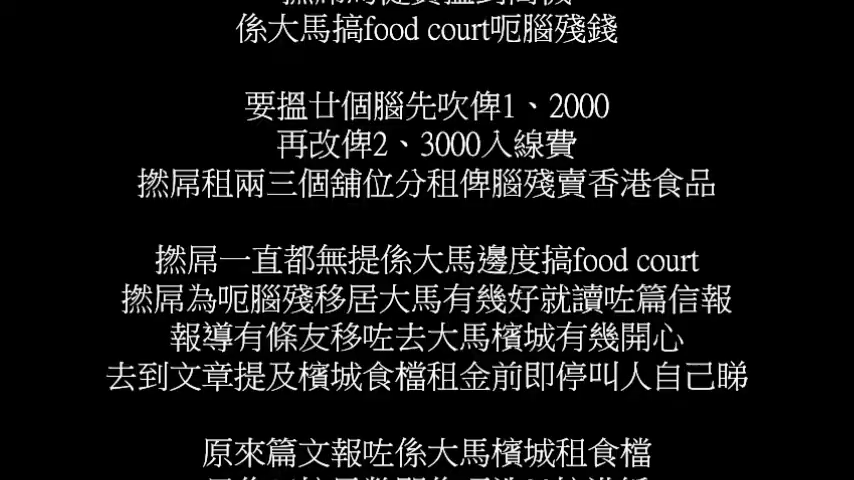 係大馬搞food court呃腦殘錢
要搵廿個腦先吹俾1、2000
再改俾2、3000入線費
撚屌租兩三個舖位分租俾腦殘賣香港食品
撚屌一直都無提係大馬邊度搞food court
撚屌為呃腦殘移居大馬有幾好就讀咗篇信報
報導有條友移咗去大馬檳城有幾開心
去到文章提及檳城食檔租金前即停叫人自己睇
原來篇文報咗係大馬檳城租食檔